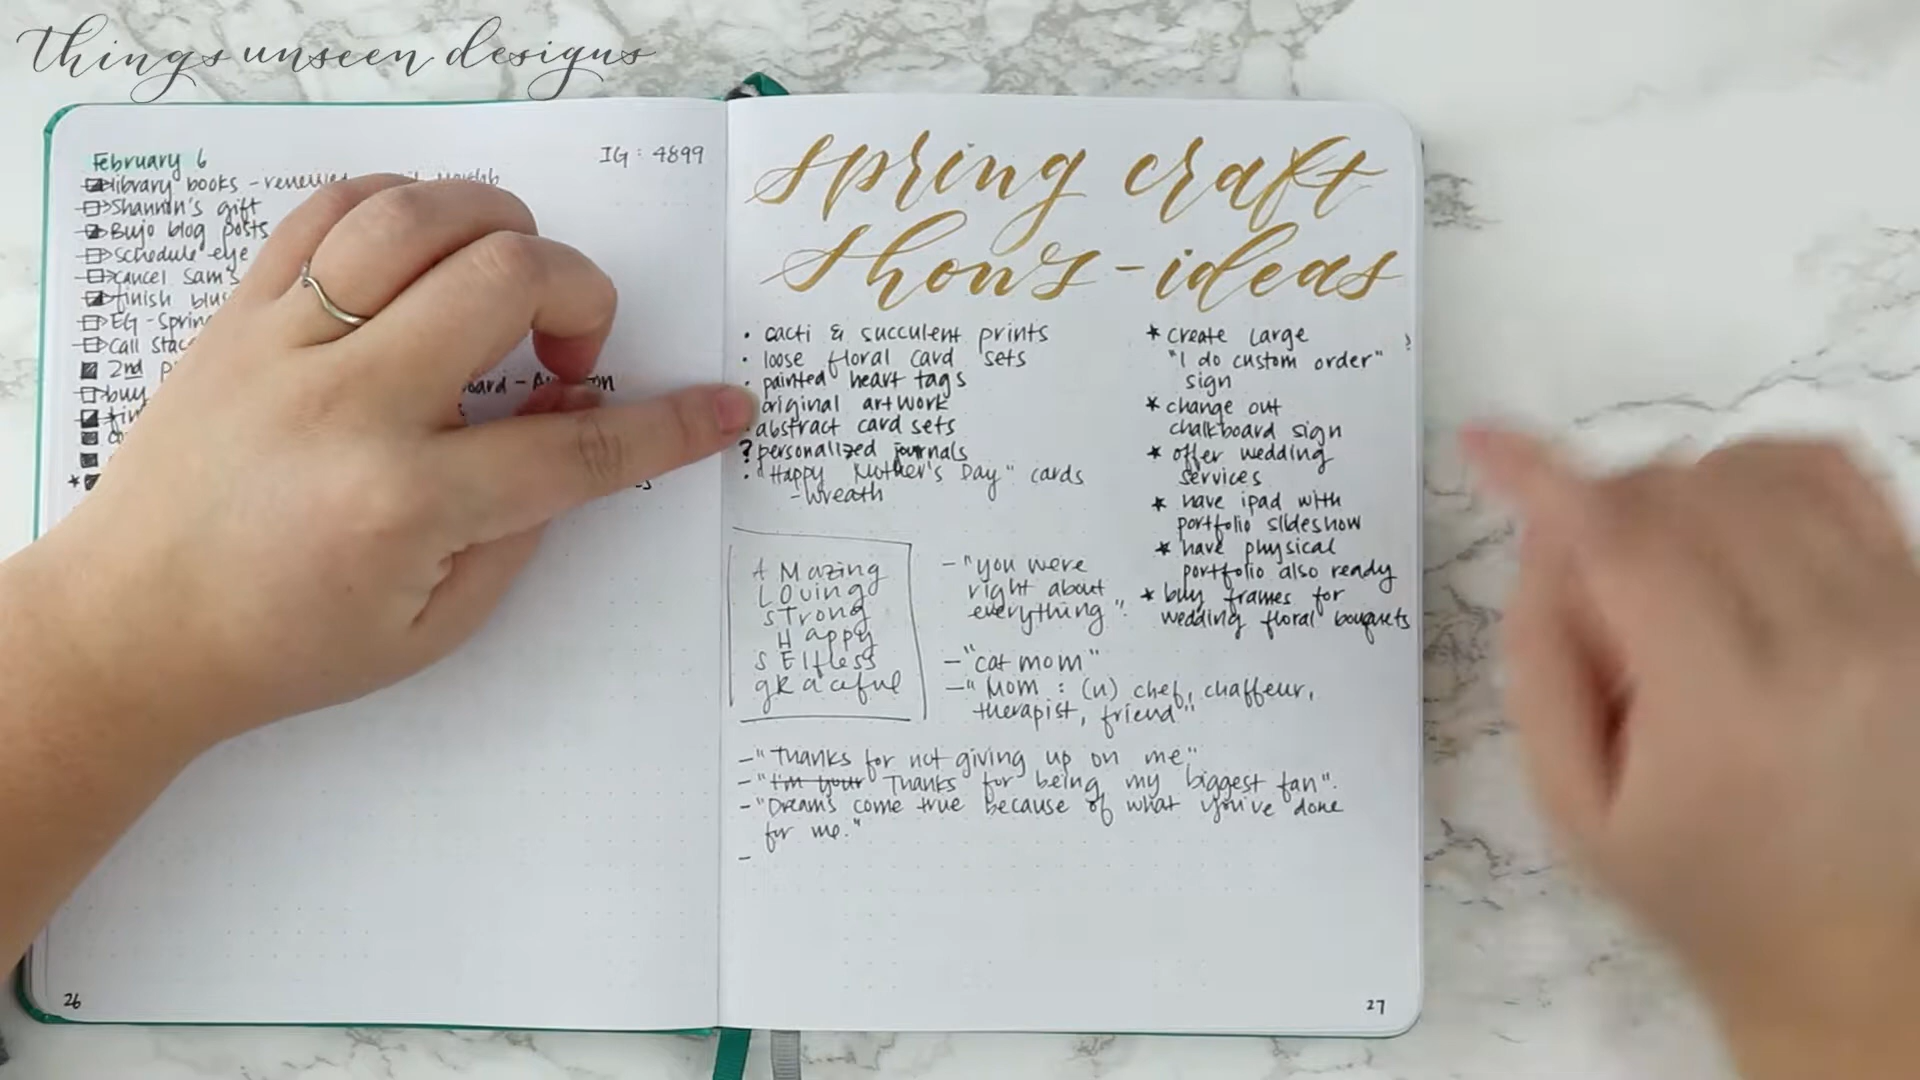 things unseen designs
February 6
IG: 4899
library books - renewed
Shannon's gift
Bujo blog posts
schedule eye
cancel Sam's
finish
EG - Spring
call
2nd
buy
26
spring craft
shows - ideas
• cacti & succulent prints
• loose floral card sets
• painted heart tags
original artwork
• abstract card sets
? personalized journals
• "Happy Mother's Day" cards
- wreath
★ create large
"I do custom order"
sign
★ change out
chalkboard sign
★ offer wedding
services
★ have ipad with
portfolio slideshow
★ have physical
portfolio also ready
★ buy frames for
wedding floral bouquets
A Mazing
L Oving
S Trong
H appy
S Elfless
g R a ceful
- "you were
right about
everything".
- "cat mom"
- "Mom : (n) chef, chaffeur,
therapist, friend"
- "Thanks for not giving up on me"
- "I'm your Thanks for being my biggest fan".
- "Dreams come true because of what you've done
for me."
-
27